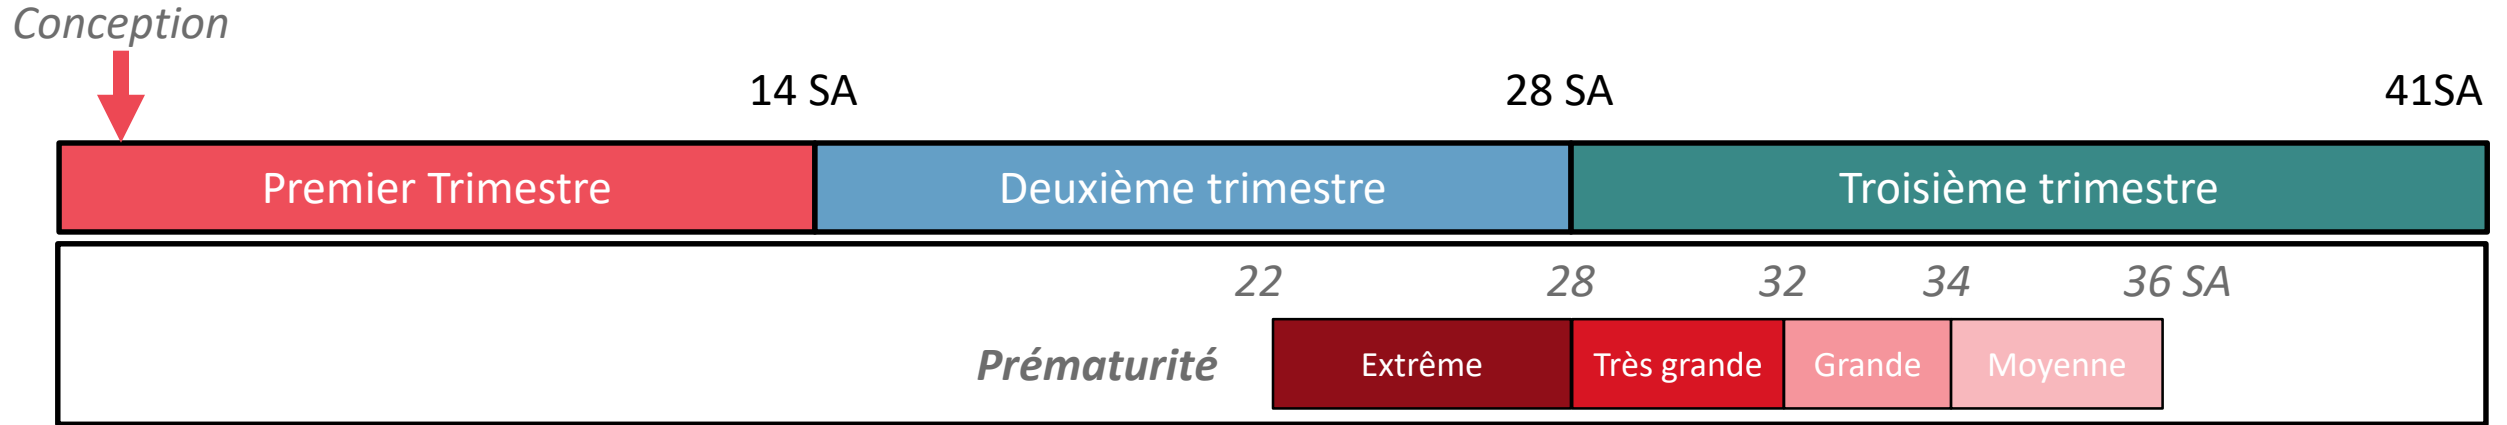 Conception
14 SA
28 SA
41SA
Premier Trimestre
Deuxième trimestre
Troisième trimestre
22
28
32
34
36 SA
Prématurité
Extrême
Très grande
Grande
Moyenne